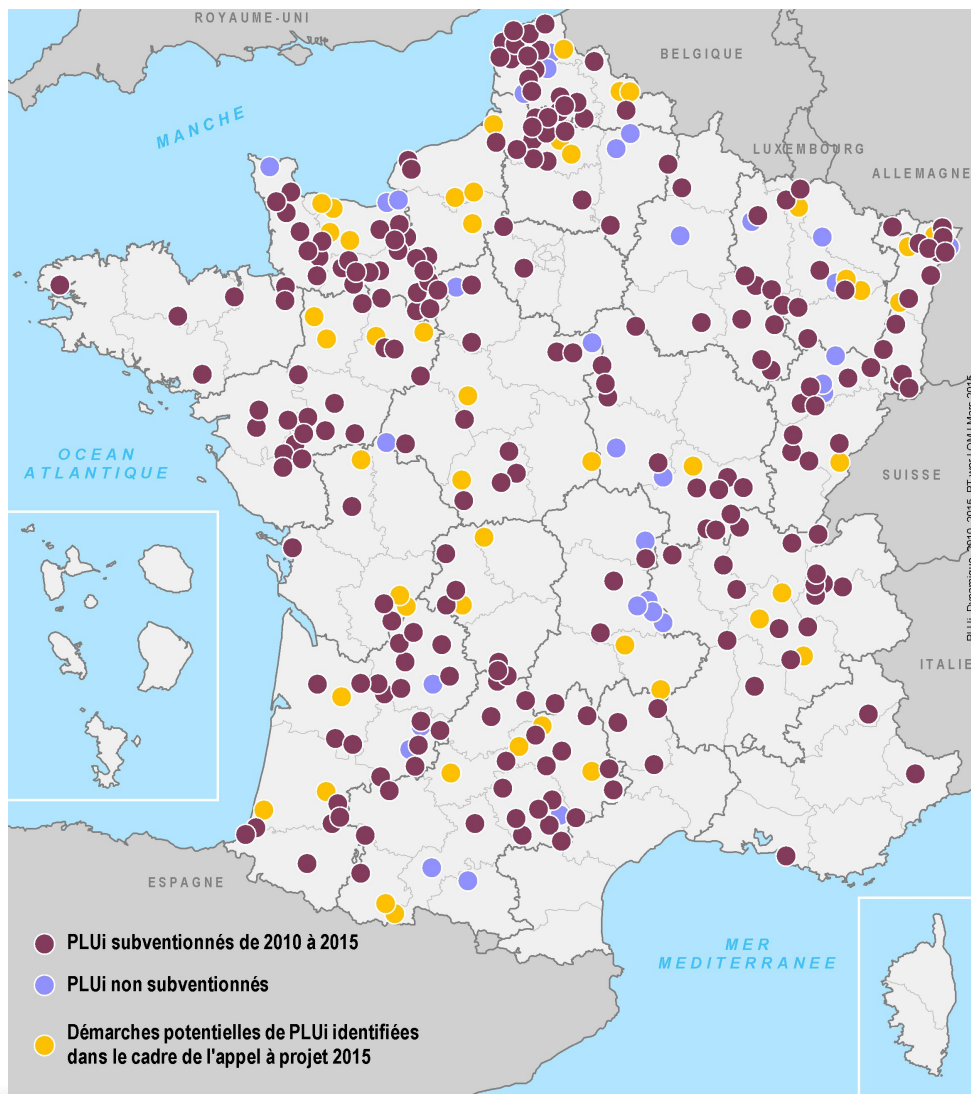 ROYAUME-UNI
BELGIQUE
MANCHE
LUXEMBOURG
ALLEMAGNE
OCEAN
ATLANTIQUE
SUISSE
ITALIE
ESPAGNE
MER
MEDITERRANEE
PLUi subventionnés de 2010 à 2015
PLUi non subventionnés
Démarches potentielles de PLUi identifiées
dans le cadre de l'appel à projet 2015